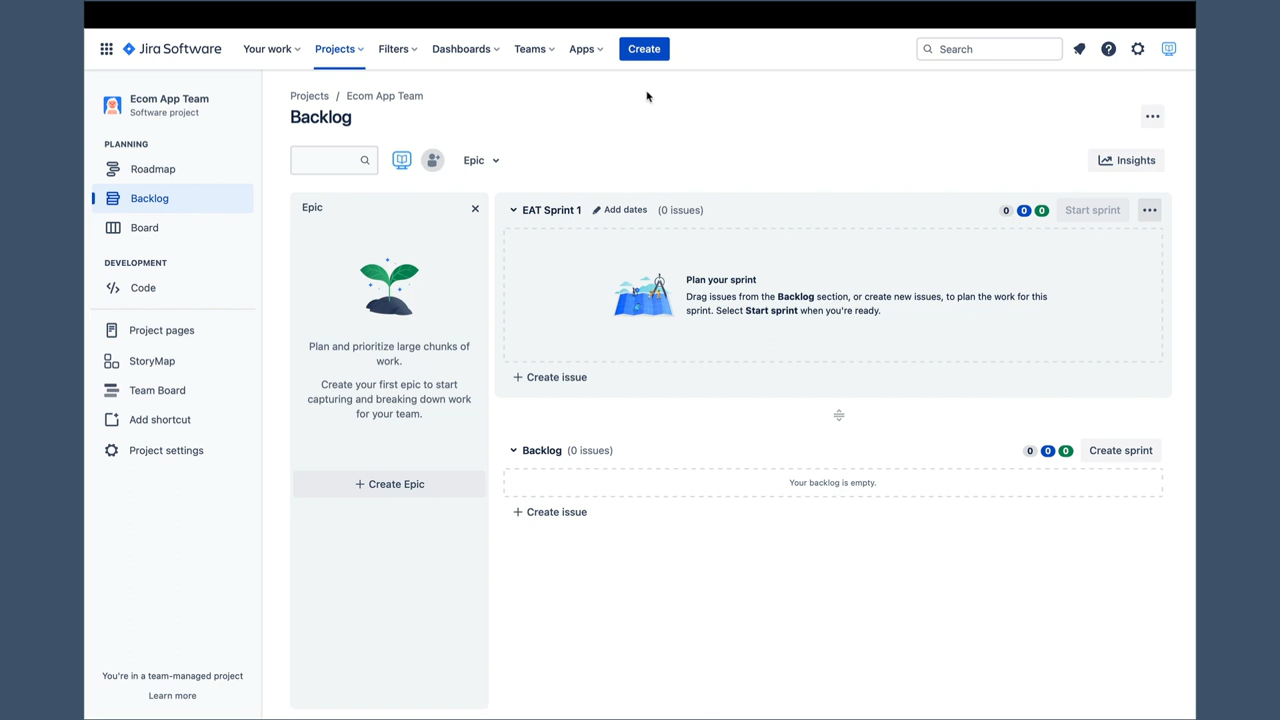 Jira Software
Your work
Projects
Filters
Dashboards
Teams
Apps
Create
Search
Ecom App Team
Software project
PLANNING
Roadmap
Backlog
Board
DEVELOPMENT
Code
Project pages
StoryMap
Team Board
Add shortcut
Project settings
You're in a team-managed project
Learn more
Projects / Ecom App Team
Backlog
Epic
Insights
Epic
Plan and prioritize large chunks of
work.
Create your first epic to start
capturing and breaking down work
for your team.
+ Create Epic
EAT Sprint 1 Add dates (0 issues)
0 0 0 Start sprint
Plan your sprint
Drag issues from the Backlog section, or create new issues, to plan the work for this
sprint. Select Start sprint when you're ready.
+ Create issue
Backlog (0 issues)
0 0 0 Create sprint
Your backlog is empty.
+ Create issue